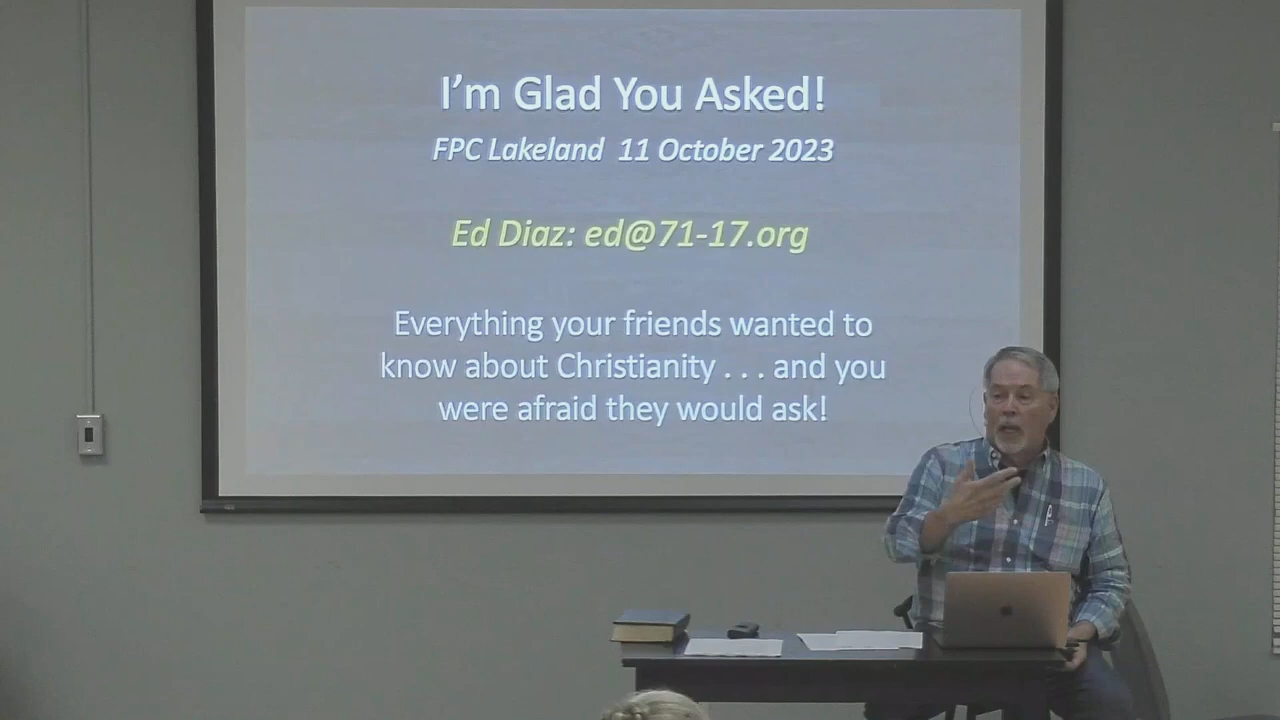 I'm Glad You Asked!
FPC Lakeland 11 October 2023
Ed Diaz: ed@71-17.org
Everything your friends wanted to
know about Christianity . . . and you
were afraid they would ask!